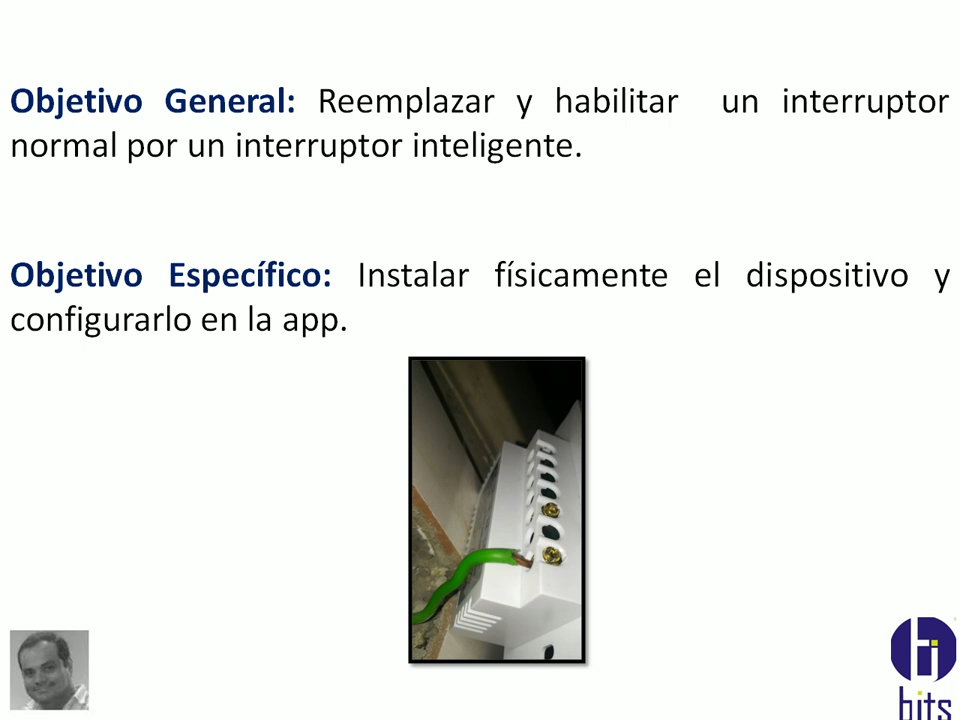 Objetivo General: Reemplazar y habilitar un interruptor
normal por un interruptor inteligente.
Objetivo Específico: Instalar físicamente el dispositivo y
configurarlo en la app.
bits